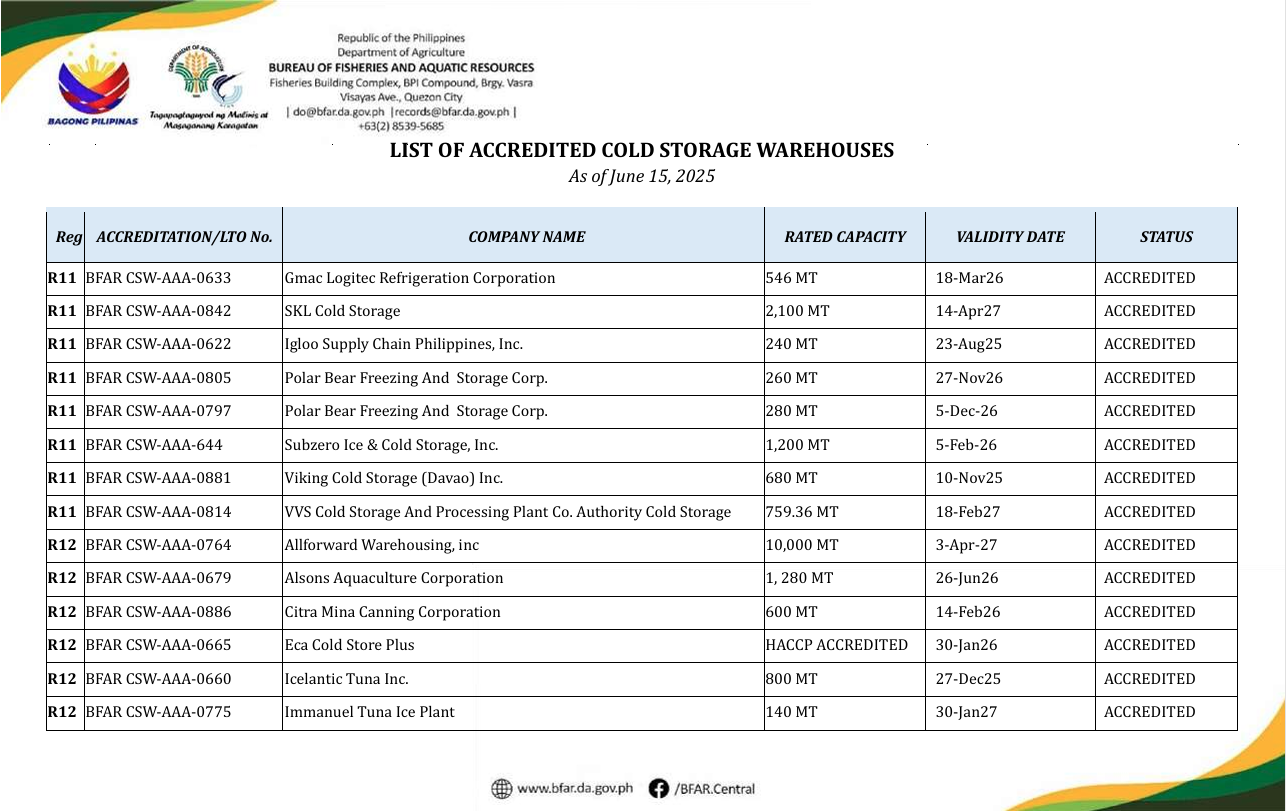 Republic of the Philippines
Department of Agriculture
BUREAU OF FISHERIES AND AQUATIC RESOURCES
Fisheries Building Complex, BPI Compound, Brgy. Vasra
Visayas Ave., Quezon City
| do@bfar.da.gov.ph |records@bfar.da.gov.ph |
+63(2) 8539-5685
BAGONG PILIPINAS
DEPARTMENT OF AGRICULTURE
Tagapagtaguyod ng Malinis at
Masaganang Karagatan
LIST OF ACCREDITED COLD STORAGE WAREHOUSES
As of June 15, 2025
Reg ACCREDITATION/LTO No. COMPANY NAME RATED CAPACITY VALIDITY DATE STATUS
R11 BFAR CSW-AAA-0633 Gmac Logitec Refrigeration Corporation 546 MT 18-Mar26 ACCREDITED
R11 BFAR CSW-AAA-0842 SKL Cold Storage 2,100 MT 14-Apr27 ACCREDITED
R11 BFAR CSW-AAA-0622 Igloo Supply Chain Philippines, Inc. 240 MT 23-Aug25 ACCREDITED
R11 BFAR CSW-AAA-0805 Polar Bear Freezing And Storage Corp. 260 MT 27-Nov26 ACCREDITED
R11 BFAR CSW-AAA-0797 Polar Bear Freezing And Storage Corp. 280 MT 5-Dec-26 ACCREDITED
R11 BFAR CSW-AAA-644 Subzero Ice & Cold Storage, Inc. 1,200 MT 5-Feb-26 ACCREDITED
R11 BFAR CSW-AAA-0881 Viking Cold Storage (Davao) Inc. 680 MT 10-Nov25 ACCREDITED
R11 BFAR CSW-AAA-0814 VVS Cold Storage And Processing Plant Co. Authority Cold Storage 759.36 MT 18-Feb27 ACCREDITED
R12 BFAR CSW-AAA-0764 Allforward Warehousing, inc 10,000 MT 3-Apr-27 ACCREDITED
R12 BFAR CSW-AAA-0679 Alsons Aquaculture Corporation 1, 280 MT 26-Jun26 ACCREDITED
R12 BFAR CSW-AAA-0886 Citra Mina Canning Corporation 600 MT 14-Feb26 ACCREDITED
R12 BFAR CSW-AAA-0665 Eca Cold Store Plus HACCP ACCREDITED 30-Jan26 ACCREDITED
R12 BFAR CSW-AAA-0660 Icelantic Tuna Inc. 800 MT 27-Dec25 ACCREDITED
R12 BFAR CSW-AAA-0775 Immanuel Tuna Ice Plant 140 MT 30-Jan27 ACCREDITED
www.bfar.da.gov.ph /BFAR.Central